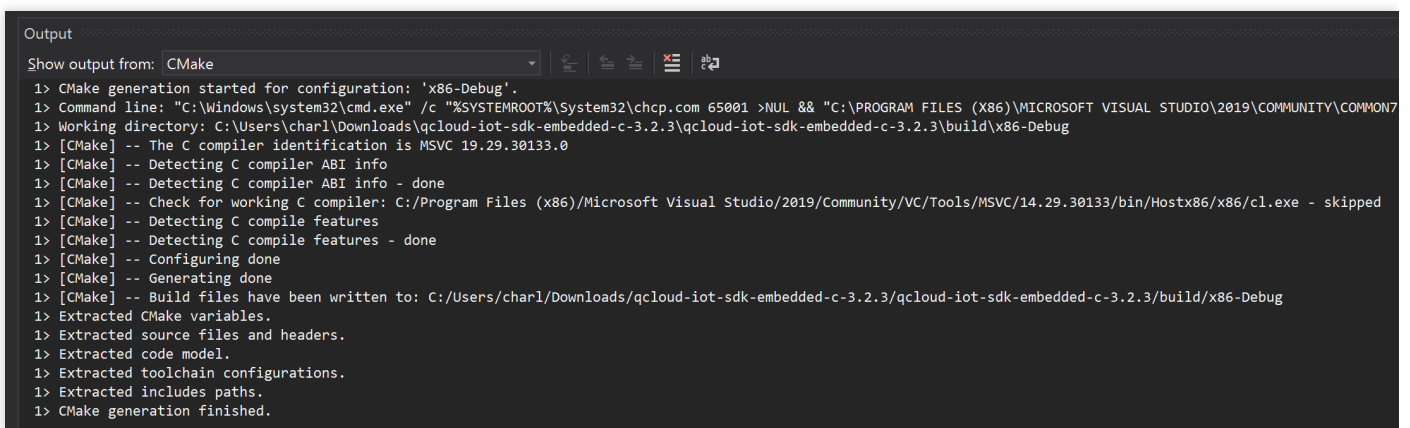 Output
Show output from: CMake
1> CMake generation started for configuration: 'x86-Debug'.
1> Command line: "C:\Windows\system32\cmd.exe" /c "%SYSTEMROOT%\System32\chcp.com 65001 >NUL && "C:\PROGRAM FILES (X86)\MICROSOFT VISUAL STUDIO\2019\COMMUNITY\COMMON7
1> Working directory: C:\Users\charl\Downloads\qcloud-iot-sdk-embedded-c-3.2.3\qcloud-iot-sdk-embedded-c-3.2.3\build\x86-Debug
1> [CMake] -- The C compiler identification is MSVC 19.29.30133.0
1> [CMake] -- Detecting C compiler ABI info
1> [CMake] -- Detecting C compiler ABI info - done
1> [CMake] -- Check for working C compiler: C:/Program Files (x86)/Microsoft Visual Studio/2019/Community/VC/Tools/MSVC/14.29.30133/bin/Hostx86/x86/cl.exe - skipped
1> [CMake] -- Detecting C compile features
1> [CMake] -- Detecting C compile features - done
1> [CMake] -- Configuring done
1> [CMake] -- Generating done
1> [CMake] -- Build files have been written to: C:/Users/charl/Downloads/qcloud-iot-sdk-embedded-c-3.2.3/qcloud-iot-sdk-embedded-c-3.2.3/build/x86-Debug
1> Extracted CMake variables.
1> Extracted source files and headers.
1> Extracted code model.
1> Extracted toolchain configurations.
1> Extracted includes paths.
1> CMake generation finished.